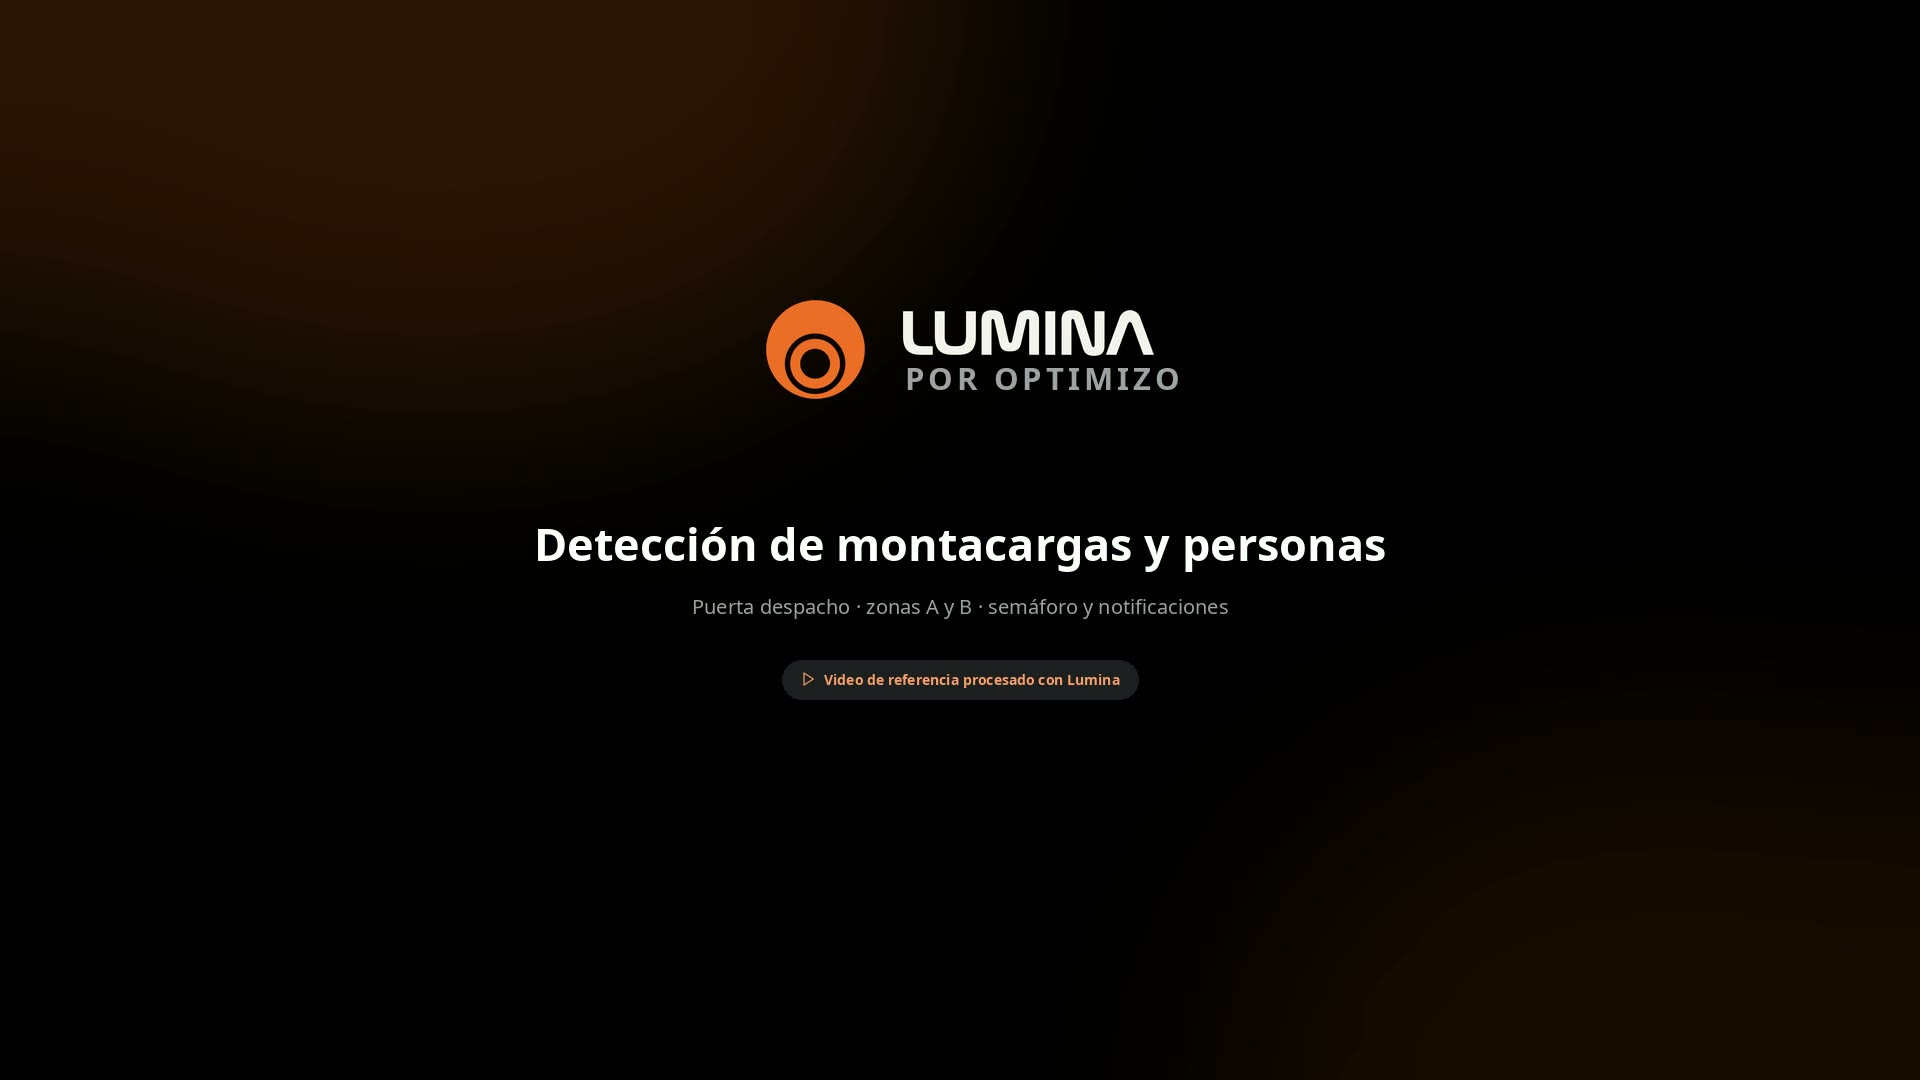 LUMINA
POR OPTIMIZO
Detección de montacargas y personas
Puerta despacho · zonas A y B · semáforo y notificaciones
Video de referencia procesado con Lumina